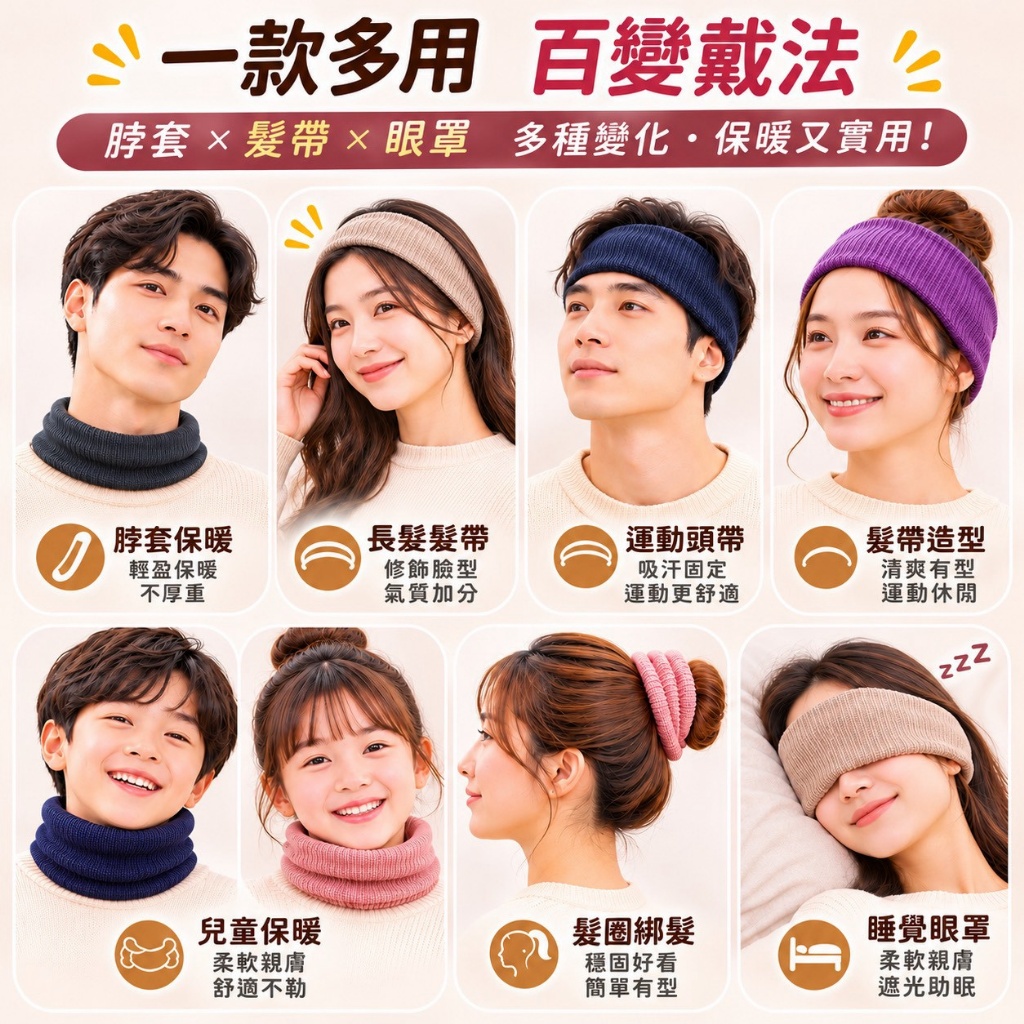 一款多用 百變戴法
脖套 × 髮帶 × 眼罩 多種變化・保暖又實用!
脖套保暖
輕盈保暖
不厚重
長髮髮帶
修飾臉型
氣質加分
運動頭帶
吸汗固定
運動更舒適
髮帶造型
清爽有型
運動休閒
兒童保暖
柔軟親膚
舒適不勒
髮圈綁髮
穩固好看
簡單有型
zzZ
睡覺眼罩
柔軟親膚
遮光助眠